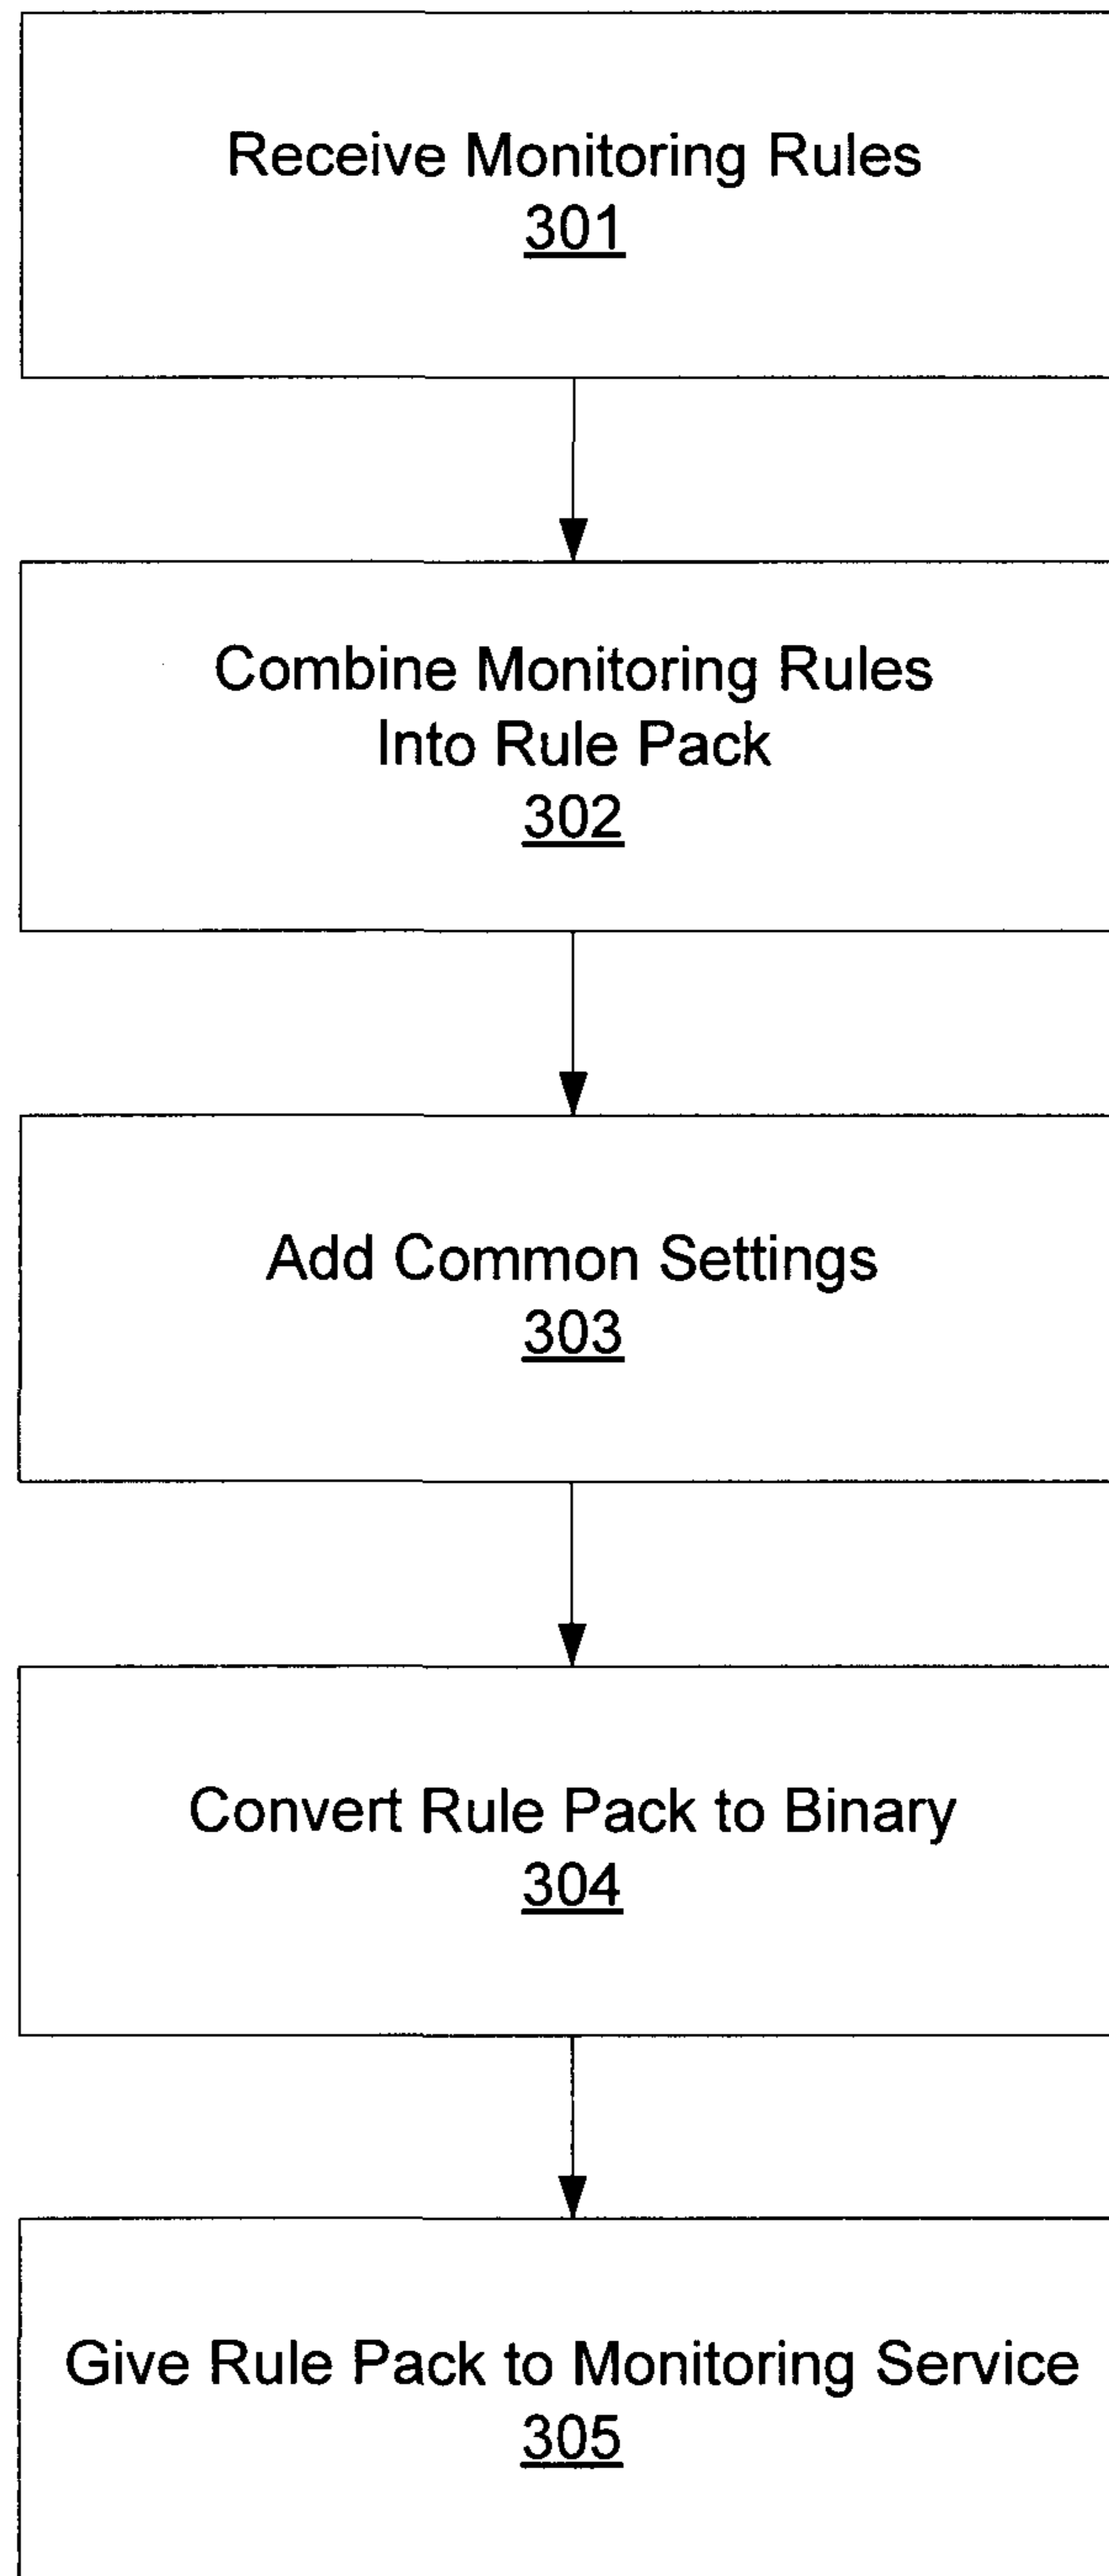 Receive Monitoring Rules
301
Combine Monitoring Rules
Into Rule Pack
302
Add Common Settings
303
Convert Rule Pack to Binary
304
Give Rule Pack to Monitoring Service
305